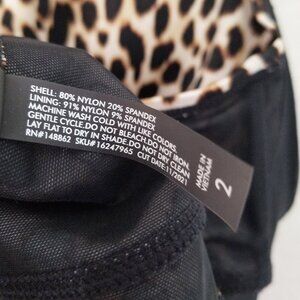 SHELL: 80% NYLON 20% SPANDEX
LINING: 91% NYLON 9% SPANDEX
MACHINE WASH COLD WITH LIKE COLORS.
GENTLE CYCLE.DO NOT BLEACH.DO NOT IRON.
LAY FLAT TO DRY IN SHADE.DO NOT DRY CLEAN
RN#148862 SKU#16247965 CUT DATE:11/2021
MADE IN
VIETNAM
2